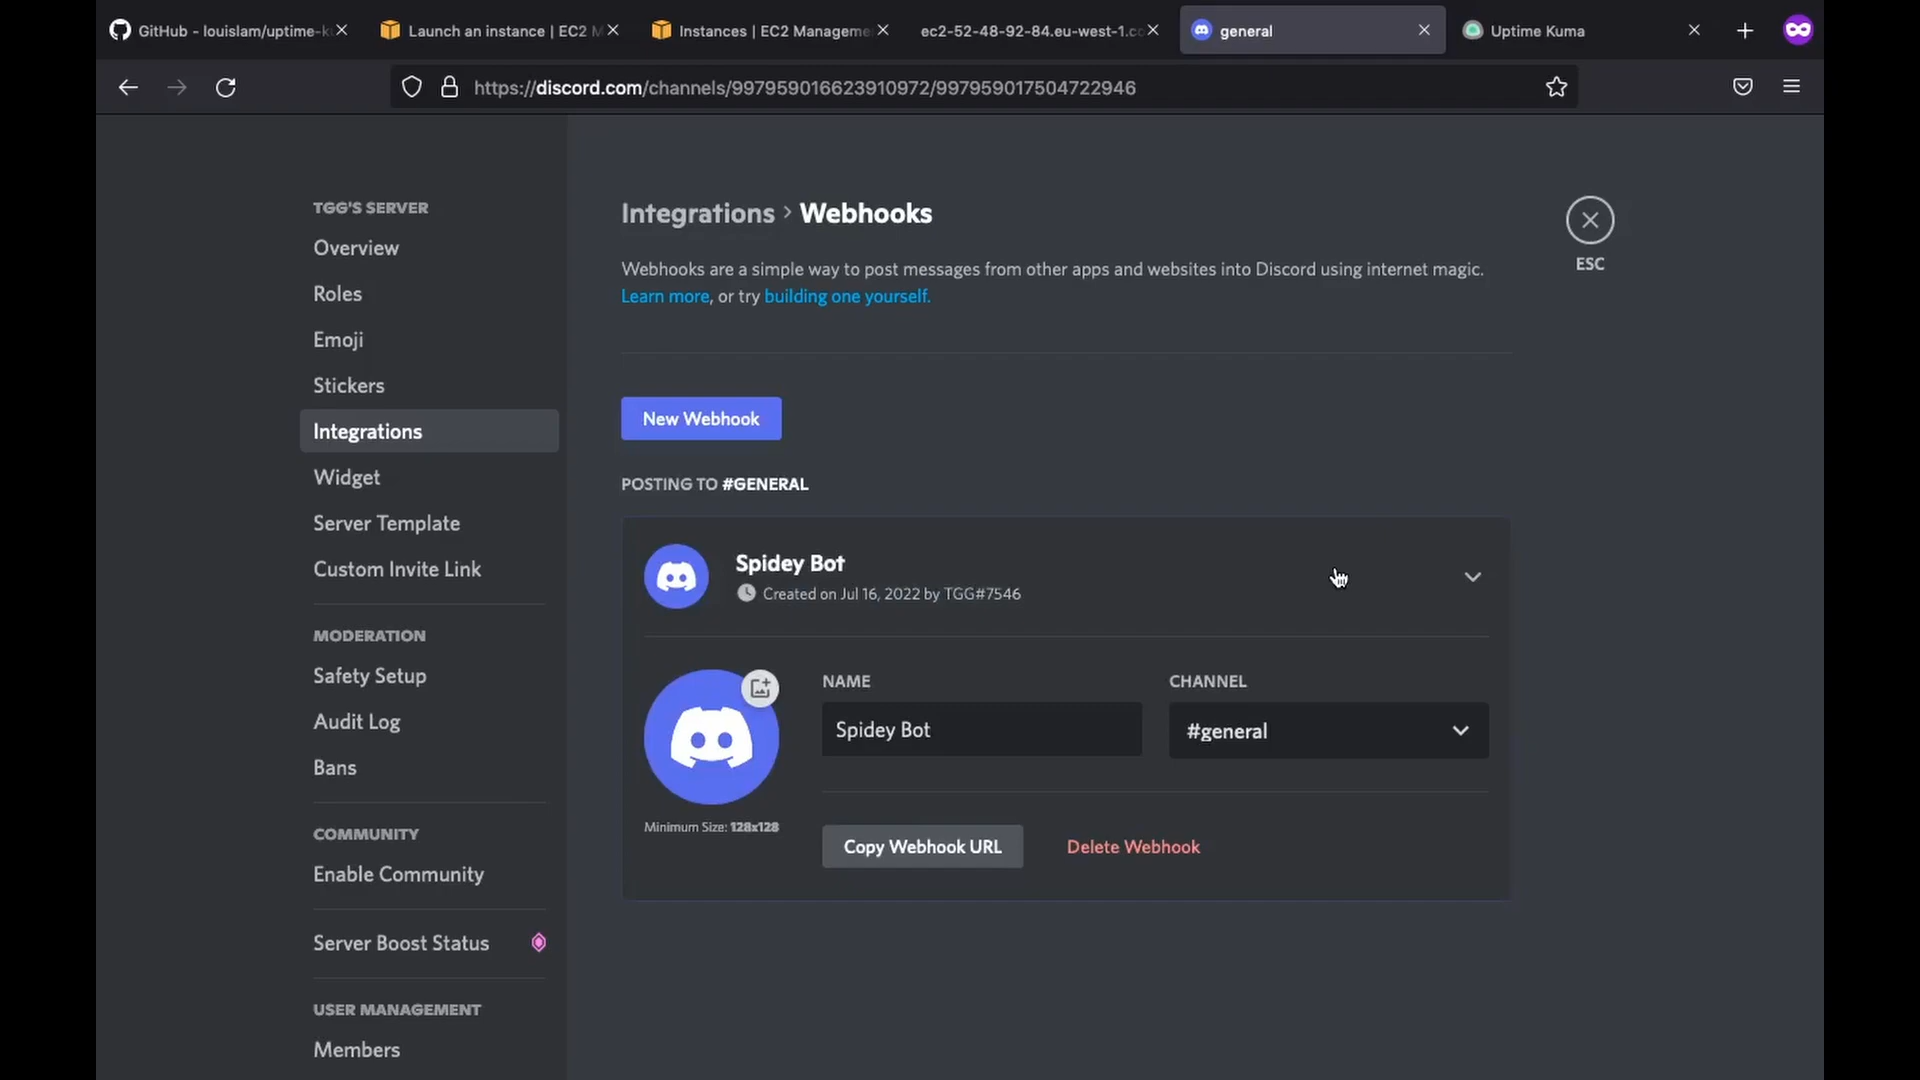 GitHub - louislam/uptime-k
Launch an instance | EC2 M
Instances | EC2 Manageme
ec2-52-48-92-84.eu-west-1.co
general
Uptime Kuma
https://discord.com/channels/997959016623910972/997959017504722946
TGG'S SERVER
Overview
Roles
Emoji
Stickers
Integrations
Widget
Server Template
Custom Invite Link
MODERATION
Safety Setup
Audit Log
Bans
COMMUNITY
Enable Community
Server Boost Status
USER MANAGEMENT
Members
Integrations > Webhooks
ESC
Webhooks are a simple way to post messages from other apps and websites into Discord using internet magic.
Learn more, or try building one yourself.
New Webhook
POSTING TO #GENERAL
Spidey Bot
Created on Jul 16, 2022 by TGG#7546
NAME
CHANNEL
Spidey Bot
#general
Minimum Size: 128x128
Copy Webhook URL
Delete Webhook